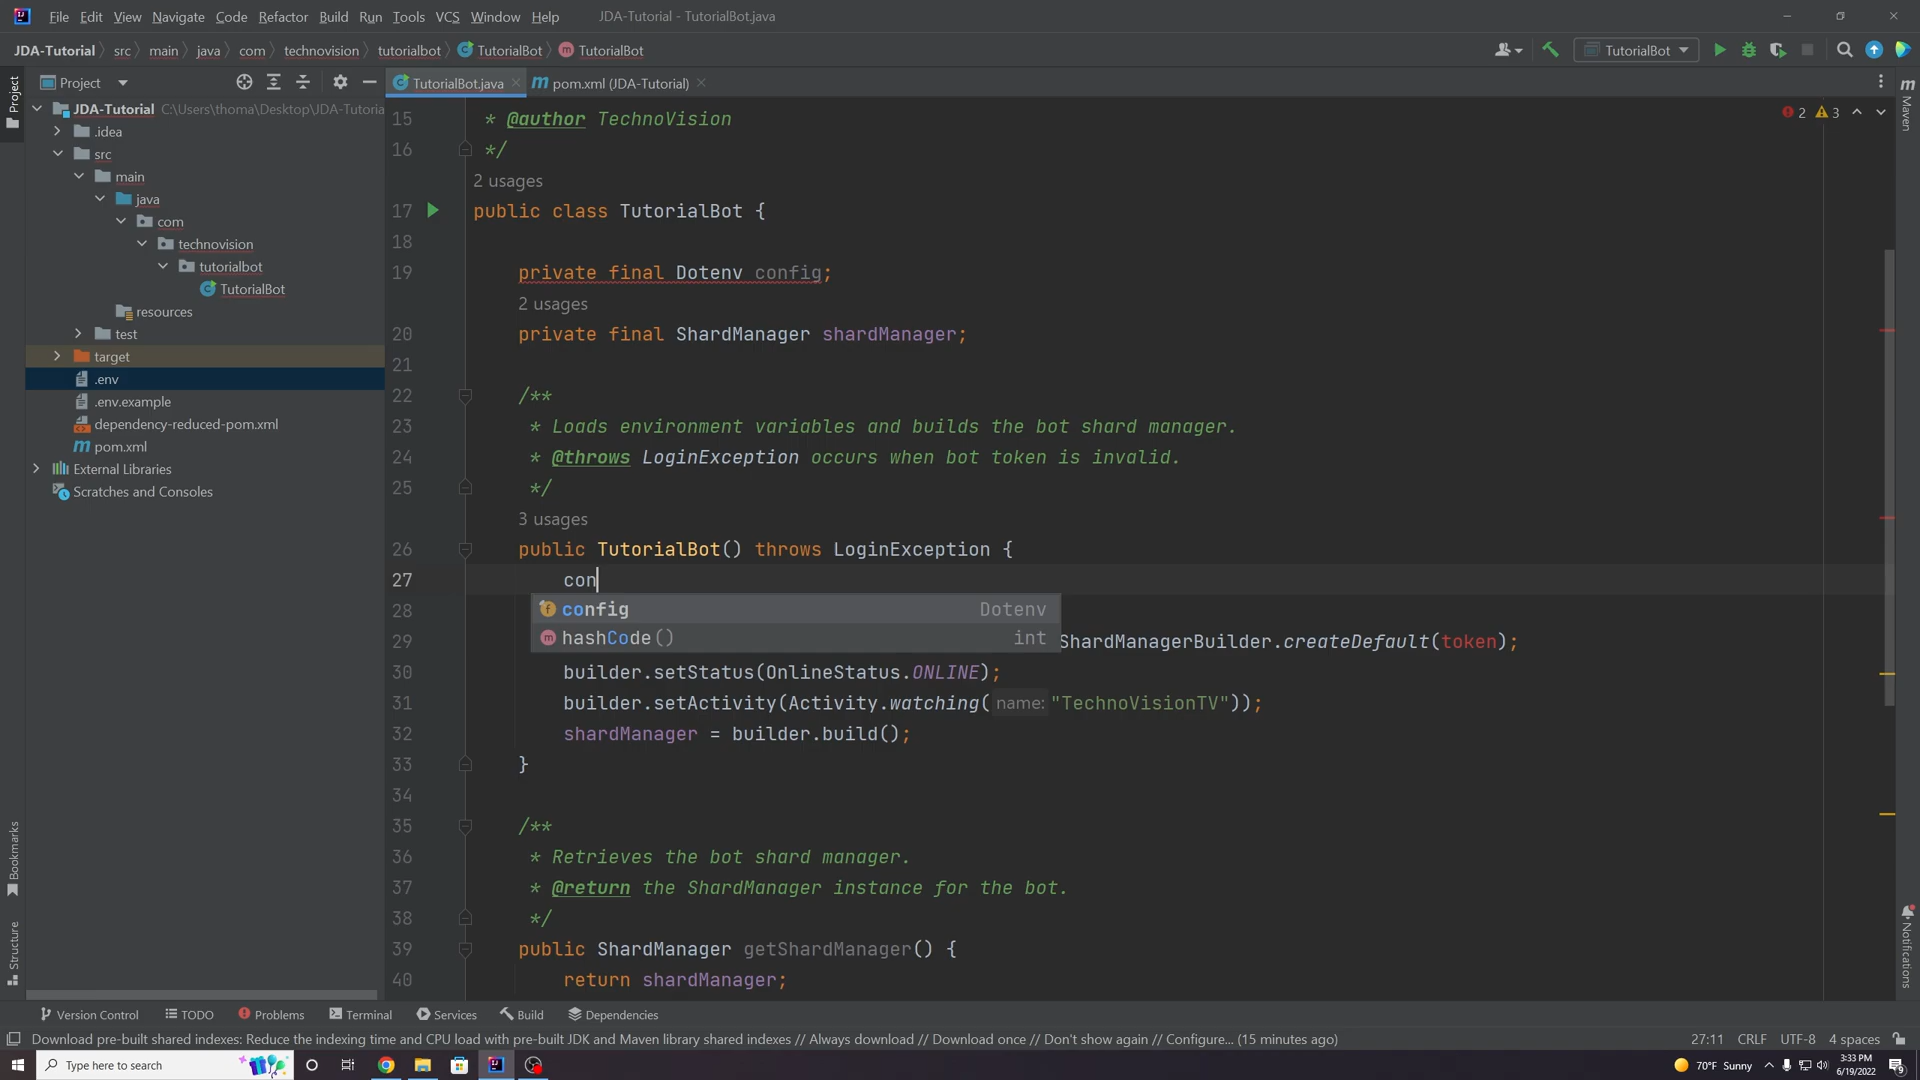 File Edit View Navigate Code Refactor Build Run Tools VCS Window Help JDA-Tutorial - TutorialBot.java
JDA-Tutorial src main java com technovision tutorialbot TutorialBot TutorialBot TutorialBot
Project TutorialBot.java pom.xml (JDA-Tutorial)
Project
Maven
JDA-Tutorial C:\Users\thoma\Desktop\JDA-Tutoria
.idea
src
main
java
com
technovision
tutorialbot
TutorialBot
resources
test
target
.env
.env.example
dependency-reduced-pom.xml
pom.xml
External Libraries
Scratches and Consoles
2 3
15 * @author TechnoVision
16 */
2 usages
17 public class TutorialBot {
18
19 private final Dotenv config;
2 usages
20 private final ShardManager shardManager;
21
22 /**
23 * Loads environment variables and builds the bot shard manager.
24 * @throws LoginException occurs when bot token is invalid.
25 */
3 usages
26 public TutorialBot() throws LoginException {
27 con
config Dotenv
28
hashCode() int
29 ShardManagerBuilder.createDefault(token);
30 builder.setStatus(OnlineStatus.ONLINE);
31 builder.setActivity(Activity.watching( name: "TechnoVisionTV"));
32 shardManager = builder.build();
33 }
34
35 /**
36 * Retrieves the bot shard manager.
37 * @return the ShardManager instance for the bot.
38 */
39 public ShardManager getShardManager() {
40 return shardManager;
Bookmarks
Structure
Notifications
Version Control TODO Problems Terminal Services Build Dependencies
Download pre-built shared indexes: Reduce the indexing time and CPU load with pre-built JDK and Maven library shared indexes // Always download // Download once // Don't show again // Configure... (15 minutes ago) 27:11 CRLF UTF-8 4 spaces
Type here to search 70°F Sunny 3:33 PM
6/19/2022